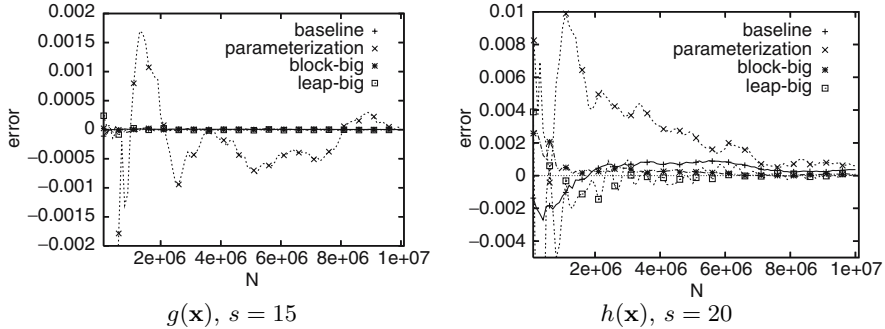 0.002
0.0015
0.001
0.0005
0
−0.0005
−0.001
−0.0015
−0.002
error
baseline
parameterization
block-big
leap-big
2e+06 4e+06 6e+06 8e+06 1e+07
N
g(x), s = 15
0.01
0.008
0.006
0.004
0.002
0
−0.002
−0.004
error
baseline
parameterization
block-big
leap-big
2e+06 4e+06 6e+06 8e+06 1e+07
N
h(x), s = 20